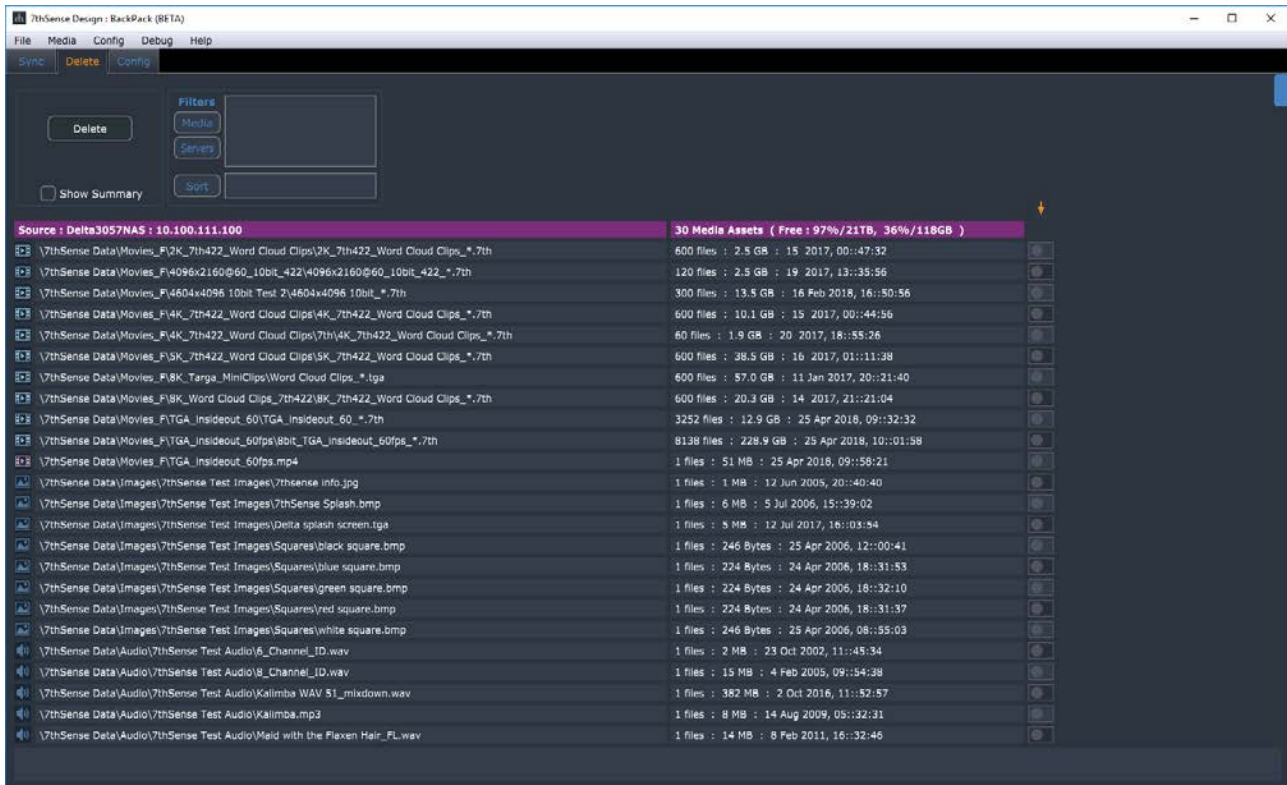 7thSense Design : BackPack (BETA)
File Media Config Debug Help
Sync Delete Config
Filters
Media
Delete
Servers
Sort
Show Summary
Source : Delta3057NAS : 10.100.111.100 30 Media Assets ( Free : 97%/21TB, 36%/118GB )
\7thSense Data\Movies_F\2K_7th422_Word Cloud Clips\2K_7th422_Word Cloud Clips_*.7th 600 files : 2.5 GB : 15 2017, 00::47:32
\7thSense Data\Movies_F\4096x2160@60_10bit_422\4096x2160@60_10bit_422_*.7th 120 files : 2.5 GB : 19 2017, 13::35:56
\7thSense Data\Movies_F\4604x4096 10bit Test 2\4604x4096 10bit_*.7th 300 files : 13.5 GB : 16 Feb 2018, 16::50:56
\7thSense Data\Movies_F\4K_7th422_Word Cloud Clips\4K_7th422_Word Cloud Clips_*.7th 600 files : 10.1 GB : 15 2017, 00::44:56
\7thSense Data\Movies_F\4K_7th422_Word Cloud Clips\7th\4K_7th422_Word Cloud Clips_*.7th 60 files : 1.9 GB : 20 2017, 18::55:26
\7thSense Data\Movies_F\5K_7th422_Word Cloud Clips\5K_7th422_Word Cloud Clips_*.7th 600 files : 38.5 GB : 16 2017, 01::11:38
\7thSense Data\Movies_F\8K_Targa_MiniClips\Word Cloud Clips_*.tga 600 files : 57.0 GB : 11 Jan 2017, 20::21:40
\7thSense Data\Movies_F\8K_Word Cloud Clips_7th422\8K_7th422_Word Cloud Clips_*.7th 600 files : 20.3 GB : 14 2017, 21::21:04
\7thSense Data\Movies_F\TGA_insideout_60\TGA_insideout_60_*.7th 3252 files : 12.9 GB : 25 Apr 2018, 09::32:32
\7thSense Data\Movies_F\TGA_insideout_60fps\8bit_TGA_insideout_60fps_*.7th 8138 files : 228.9 GB : 25 Apr 2018, 10::01:58
\7thSense Data\Movies_F\TGA_insideout_60fps.mp4 1 files : 51 MB : 25 Apr 2018, 09::58:21
\7thSense Data\Images\7thSense Test Images\7thsense info.jpg 1 files : 1 MB : 12 Jun 2005, 20::40:40
\7thSense Data\Images\7thSense Test Images\7thSense Splash.bmp 1 files : 6 MB : 5 Jul 2006, 15::39:02
\7thSense Data\Images\7thSense Test Images\Delta splash screen.tga 1 files : 5 MB : 12 Jul 2017, 16::03:54
\7thSense Data\Images\7thSense Test Images\Squares\black square.bmp 1 files : 246 Bytes : 25 Apr 2006, 12::00:41
\7thSense Data\Images\7thSense Test Images\Squares\blue square.bmp 1 files : 224 Bytes : 24 Apr 2006, 18::31:53
\7thSense Data\Images\7thSense Test Images\Squares\green square.bmp 1 files : 224 Bytes : 24 Apr 2006, 18::32:10
\7thSense Data\Images\7thSense Test Images\Squares\red square.bmp 1 files : 224 Bytes : 24 Apr 2006, 18::31:37
\7thSense Data\Images\7thSense Test Images\Squares\white square.bmp 1 files : 246 Bytes : 25 Apr 2006, 08::55:03
\7thSense Data\Audio\7thSense Test Audio\6_Channel_ID.wav 1 files : 2 MB : 23 Oct 2002, 11::45:34
\7thSense Data\Audio\7thSense Test Audio\8_Channel_ID.wav 1 files : 15 MB : 4 Feb 2005, 09::54:38
\7thSense Data\Audio\7thSense Test Audio\Kalimba WAV 51_mixdown.wav 1 files : 382 MB : 2 Oct 2016, 11::52:57
\7thSense Data\Audio\7thSense Test Audio\Kalimba.mp3 1 files : 8 MB : 14 Aug 2009, 05::32:31
\7thSense Data\Audio\7thSense Test Audio\Maid with the Flaxen Hair_FL.wav 1 files : 14 MB : 8 Feb 2011, 16::32:46